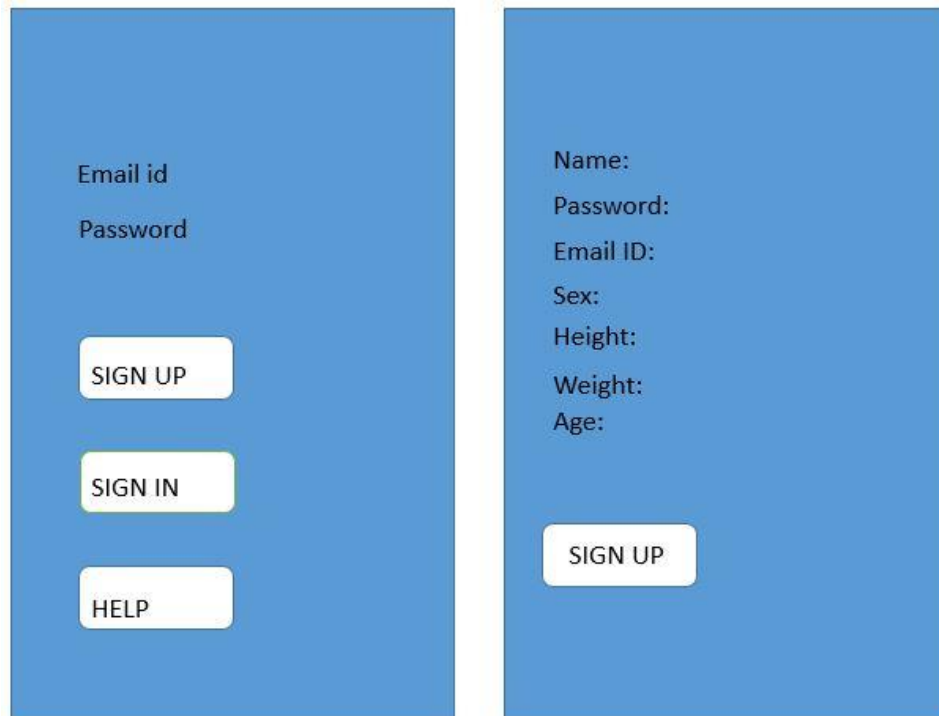 Email id
Password
SIGN UP
SIGN IN
HELP
Name:
Password:
Email ID:
Sex:
Height:
Weight:
Age:
SIGN UP